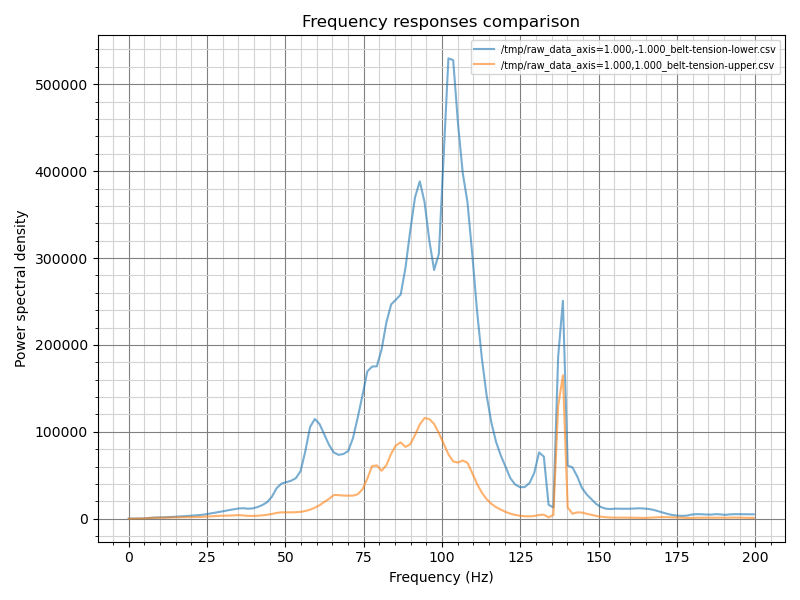 Frequency responses comparison
/tmp/raw_data_axis=1.000,-1.000_belt-tension-lower.csv
/tmp/raw_data_axis=1.000,1.000_belt-tension-upper.csv
500000
400000
300000
200000
100000
0
Power spectral density
0 25 50 75 100 125 150 175 200
Frequency (Hz)